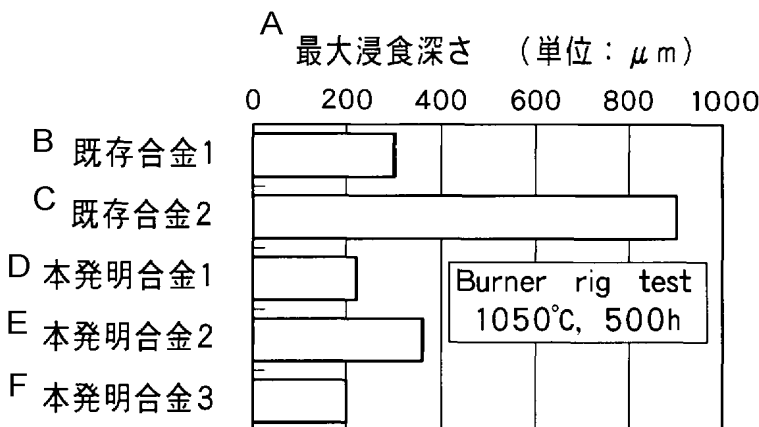 A
最大浸食深さ (単位：μm)
0 200 400 600 800 1000
B 既存合金1
C 既存合金2
D 本発明合金1
Burner rig test
1050℃, 500h
E 本発明合金2
F 本発明合金3